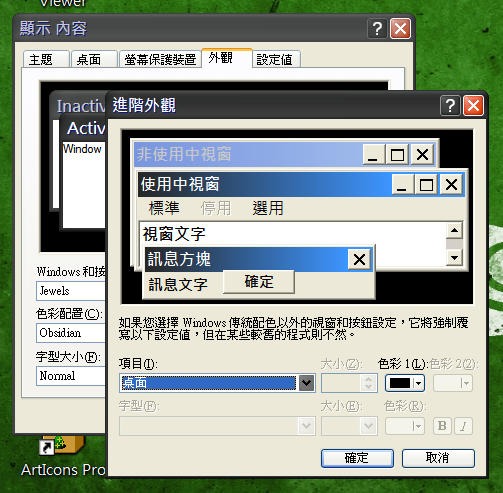 Viewer
顯示 內容
主題
桌面
螢幕保護裝置
外觀
設定值
Inactiv
Activ
Window
Windows 和按
Jewels
色彩配置(C):
Obsidian
字型大小(F):
Normal
ArtIcons Pro
進階外觀
非使用中視窗
使用中視窗
標準 停用 選用
視窗文字
訊息方塊
訊息文字
確定
如果您選擇 Windows 傳統配色以外的視窗和按鈕設定，它將強制覆
寫以下設定值，但在某些較舊的程式則不然。
項目(I): 大小(Z): 色彩 1(L): 色彩 2(2):
桌面
字型(F): 大小(E): 色彩(R):
B I
確定 取消